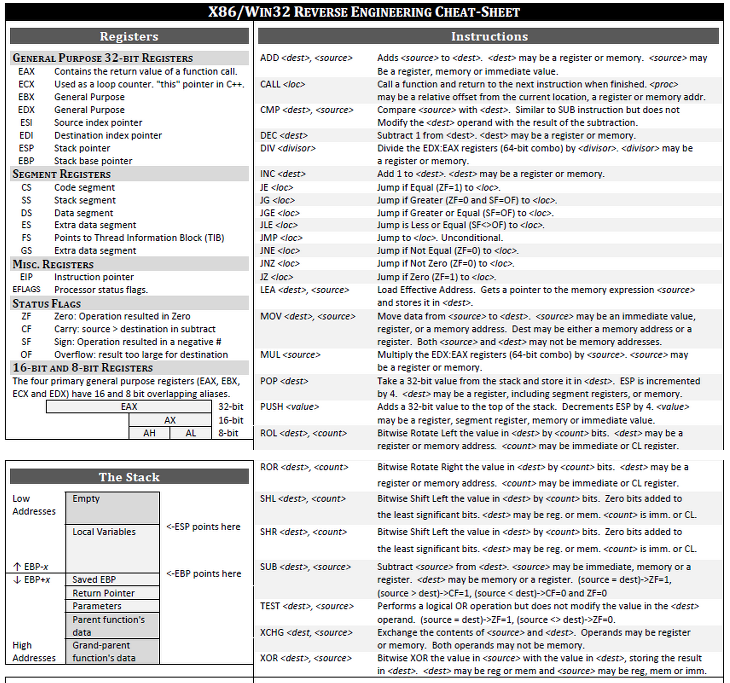 X86/WIN32 REVERSE ENGINEERING CHEAT-SHEET
Registers
GENERAL PURPOSE 32-BIT REGISTERS
EAX Contains the return value of a function call.
ECX Used as a loop counter. "this" pointer in C++.
EBX General Purpose
EDX General Purpose
ESI Source index pointer
EDI Destination index pointer
ESP Stack pointer
EBP Stack base pointer
SEGMENT REGISTERS
CS Code segment
SS Stack segment
DS Data segment
ES Extra data segment
FS Points to Thread Information Block (TIB)
GS Extra data segment
MISC. REGISTERS
EIP Instruction pointer
EFLAGS Processor status flags.
STATUS FLAGS
ZF Zero: Operation resulted in Zero
CF Carry: source > destination in subtract
SF Sign: Operation resulted in a negative #
OF Overflow: result too large for destination
16-BIT AND 8-BIT REGISTERS
The four primary general purpose registers (EAX, EBX,
ECX and EDX) have 16 and 8 bit overlapping aliases.
EAX 32-bit
AX 16-bit
AH AL 8-bit
The Stack
Low
Addresses
Empty
<-ESP points here
Local Variables
↑ EBP-x
<-EBP points here
↓ EBP+x Saved EBP
Return Pointer
Parameters
Parent function's
data
High
Addresses
Grand-parent
function's data
Instructions
ADD <dest>, <source> Adds <source> to <dest>. <dest> may be a register or memory. <source> may
Be a register, memory or immediate value.
CALL <loc> Call a function and return to the next instruction when finished. <proc>
may be a relative offset from the current location, a register or memory addr.
CMP <dest>, <source> Compare <source> with <dest>. Similar to SUB instruction but does not
Modify the <dest> operand with the result of the subtraction.
DEC <dest> Subtract 1 from <dest>. <dest> may be a register or memory.
DIV <divisor> Divide the EDX:EAX registers (64-bit combo) by <divisor>. <divisor> may be
a register or memory.
INC <dest> Add 1 to <dest>. <dest> may be a register or memory.
JE <loc> Jump if Equal (ZF=1) to <loc>.
JG <loc> Jump if Greater (ZF=0 and SF=OF) to <loc>.
JGE <loc> Jump if Greater or Equal (SF=OF) to <loc>.
JLE <loc> Jump is Less or Equal (SF<>OF) to <loc>.
JMP <loc> Jump to <loc>. Unconditional.
JNE <loc> Jump if Not Equal (ZF=0) to <loc>.
JNZ <loc> Jump if Not Zero (ZF=0) to <loc>.
JZ <loc> Jump if Zero (ZF=1) to <loc>.
LEA <dest>, <source> Load Effective Address. Gets a pointer to the memory expression <source>
and stores it in <dest>.
MOV <dest>, <source> Move data from <source> to <dest>. <source> may be an immediate value,
register, or a memory address. Dest may be either a memory address or a
register. Both <source> and <dest> may not be memory addresses.
MUL <source> Multiply the EDX:EAX registers (64-bit combo) by <source>. <source> may
be a register or memory.
POP <dest> Take a 32-bit value from the stack and store it in <dest>. ESP is incremented
by 4. <dest> may be a register, including segment registers, or memory.
PUSH <value> Adds a 32-bit value to the top of the stack. Decrements ESP by 4. <value>
may be a register, segment register, memory or immediate value.
ROL <dest>, <count> Bitwise Rotate Left the value in <dest> by <count> bits. <dest> may be a
register or memory address. <count> may be immediate or CL register.
ROR <dest>, <count> Bitwise Rotate Right the value in <dest> by <count> bits. <dest> may be a
register or memory address. <count> may be immediate or CL register.
SHL <dest>, <count> Bitwise Shift Left the value in <dest> by <count> bits. Zero bits added to
the least significant bits. <dest> may be reg. or mem. <count> is imm. or CL.
SHR <dest>, <count> Bitwise Shift Left the value in <dest> by <count> bits. Zero bits added to
the least significant bits. <dest> may be reg. or mem. <count> is imm. or CL.
SUB <dest>, <source> Subtract <source> from <dest>. <source> may be immediate, memory or a
register. <dest> may be memory or a register. (source = dest)->ZF=1,
(source > dest)->CF=1, (source < dest)->CF=0 and ZF=0
TEST <dest>, <source> Performs a logical OR operation but does not modify the value in the <dest>
operand. (source = dest)->ZF=1, (source <> dest)->ZF=0.
XCHG <dest, <source> Exchange the contents of <source> and <dest>. Operands may be register
or memory. Both operands may not be memory.
XOR <dest>, <source> Bitwise XOR the value in <source> with the value in <dest>, storing the result
in <dest>. <dest> may be reg or mem and <source> may be reg, mem or imm.